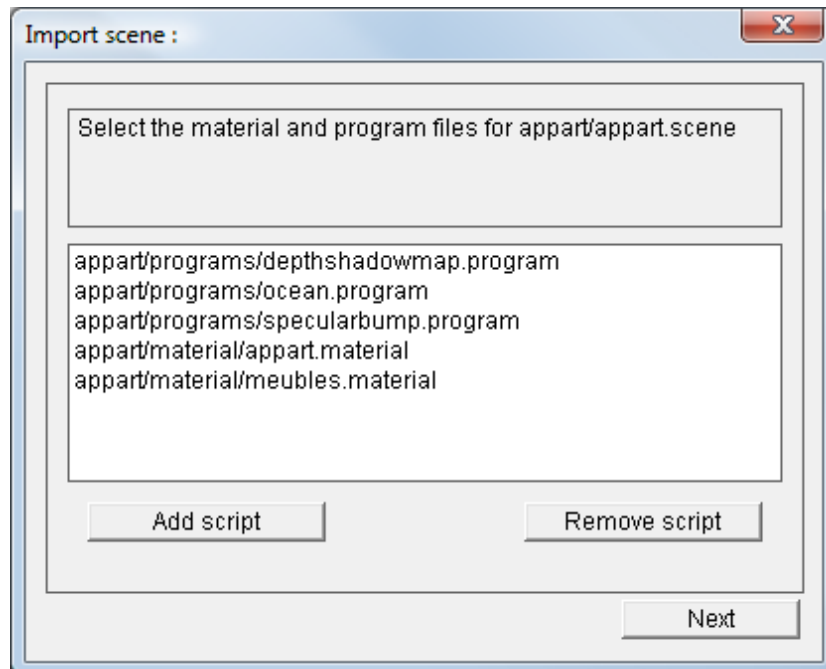 Import scene :
Select the material and program files for appart/appart.scene
appart/programs/depthshadowmap.program
appart/programs/ocean.program
appart/programs/specularbump.program
appart/material/appart.material
appart/material/meubles.material
Add script
Remove script
Next